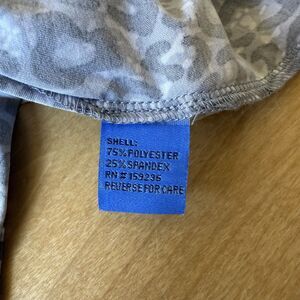 SHELL:
75% POLYESTER
25% SPANDEX
RN # 159236
REVERSE FOR CARE